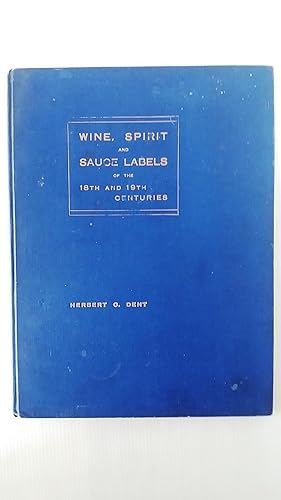 WINE, SPIRIT
AND
SAUCE LABELS
OF THE
18TH AND 19TH
CENTURIES
HERBERT C. DENT